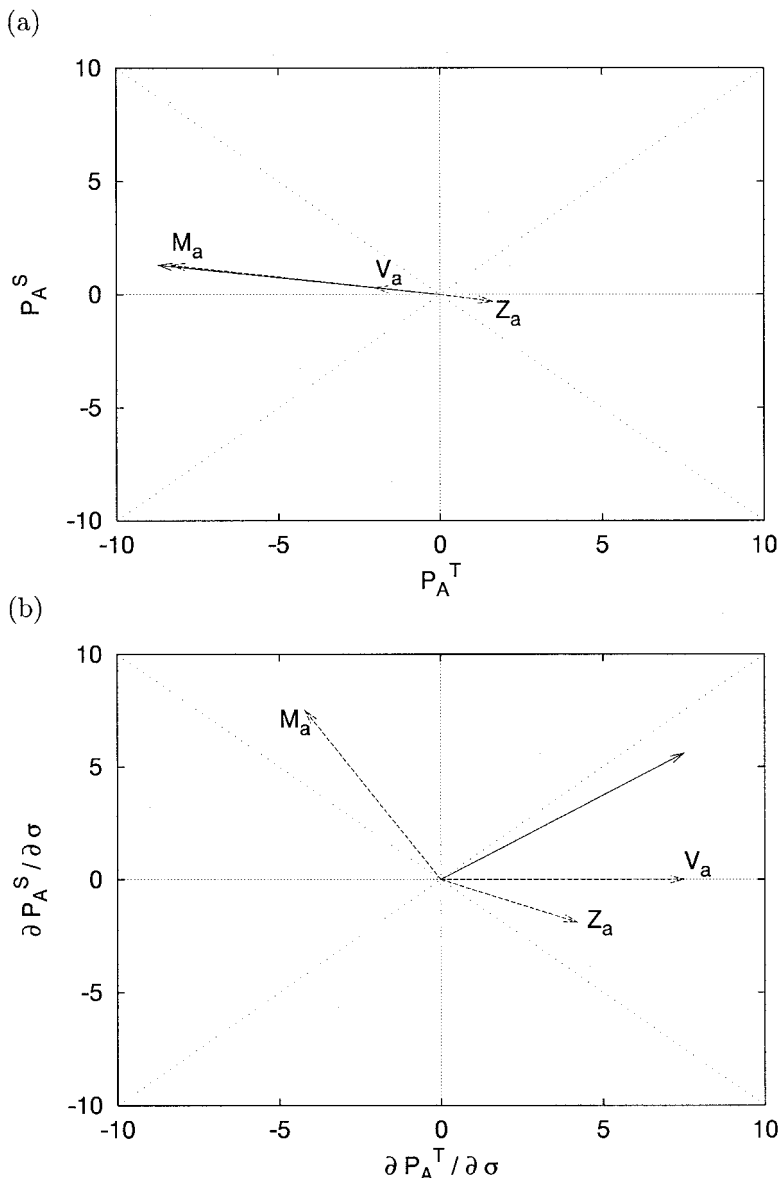 (a)
10
5
0
-5
-10
P_A^S
M_a
V_a
Z_a
-10 -5 0 5 10
P_A^T
(b)
10
5
0
-5
-10
∂ P_A^S / ∂ σ
M_a
V_a
Z_a
-10 -5 0 5 10
∂ P_A^T / ∂ σ